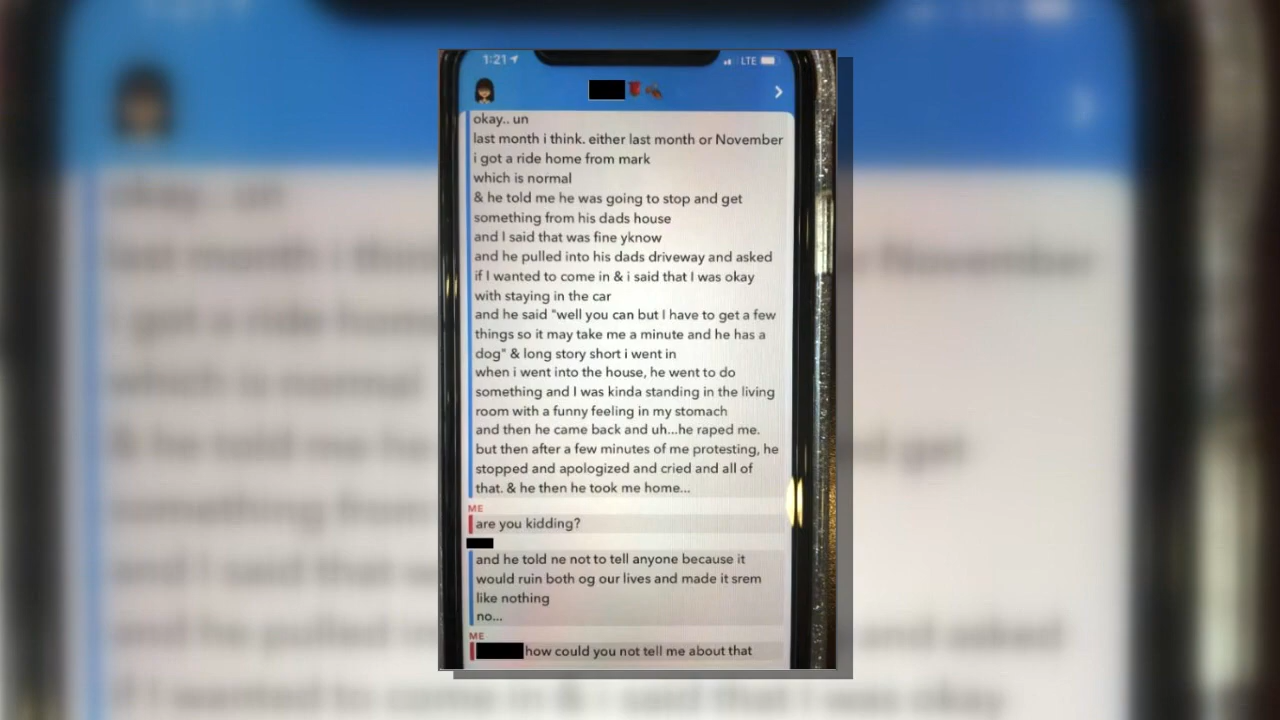 1:21
LTE
okay.. un
last month i think. either last month or November
i got a ride home from mark
which is normal
& he told me he was going to stop and get
something from his dads house
and I said that was fine yknow
and he pulled into his dads driveway and asked
if I wanted to come in & i said that I was okay
with staying in the car
and he said "well you can but I have to get a few
things so it may take me a minute and he has a
dog" & long story short i went in
when i went into the house, he went to do
something and I was kinda standing in the living
room with a funny feeling in my stomach
and then he came back and uh...he raped me.
but then after a few minutes of me protesting, he
stopped and apologized and cried and all of
that. & he then he took me home...
ME
are you kidding?
and he told ne not to tell anyone because it
would ruin both og our lives and made it srem
like nothing
no...
ME
how could you not tell me about that